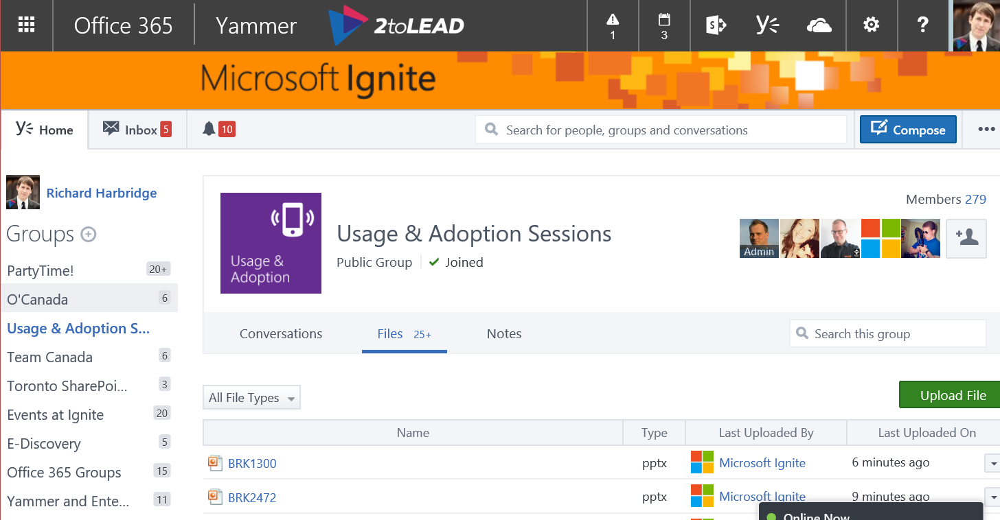 Office 365
Yammer
2toLEAD
1
3
S
?
Microsoft Ignite
Home
Inbox 5
10
Search for people, groups and conversations
Compose
Richard Harbridge
Groups
PartyTime! 20+
O'Canada 6
Usage & Adoption S...
Team Canada 6
Toronto SharePoi... 3
Events at Ignite 20
E-Discovery 5
Office 365 Groups 15
Yammer and Ente... 11
Usage &
Adoption
Usage & Adoption Sessions
Public Group
Joined
Members 279
Admin
Conversations
Files 25+
Notes
Search this group
All File Types
Upload File
Name
Type
Last Uploaded By
Last Uploaded On
BRK1300 pptx Microsoft Ignite 6 minutes ago
BRK2472 pptx Microsoft Ignite 9 minutes ago
Online Now